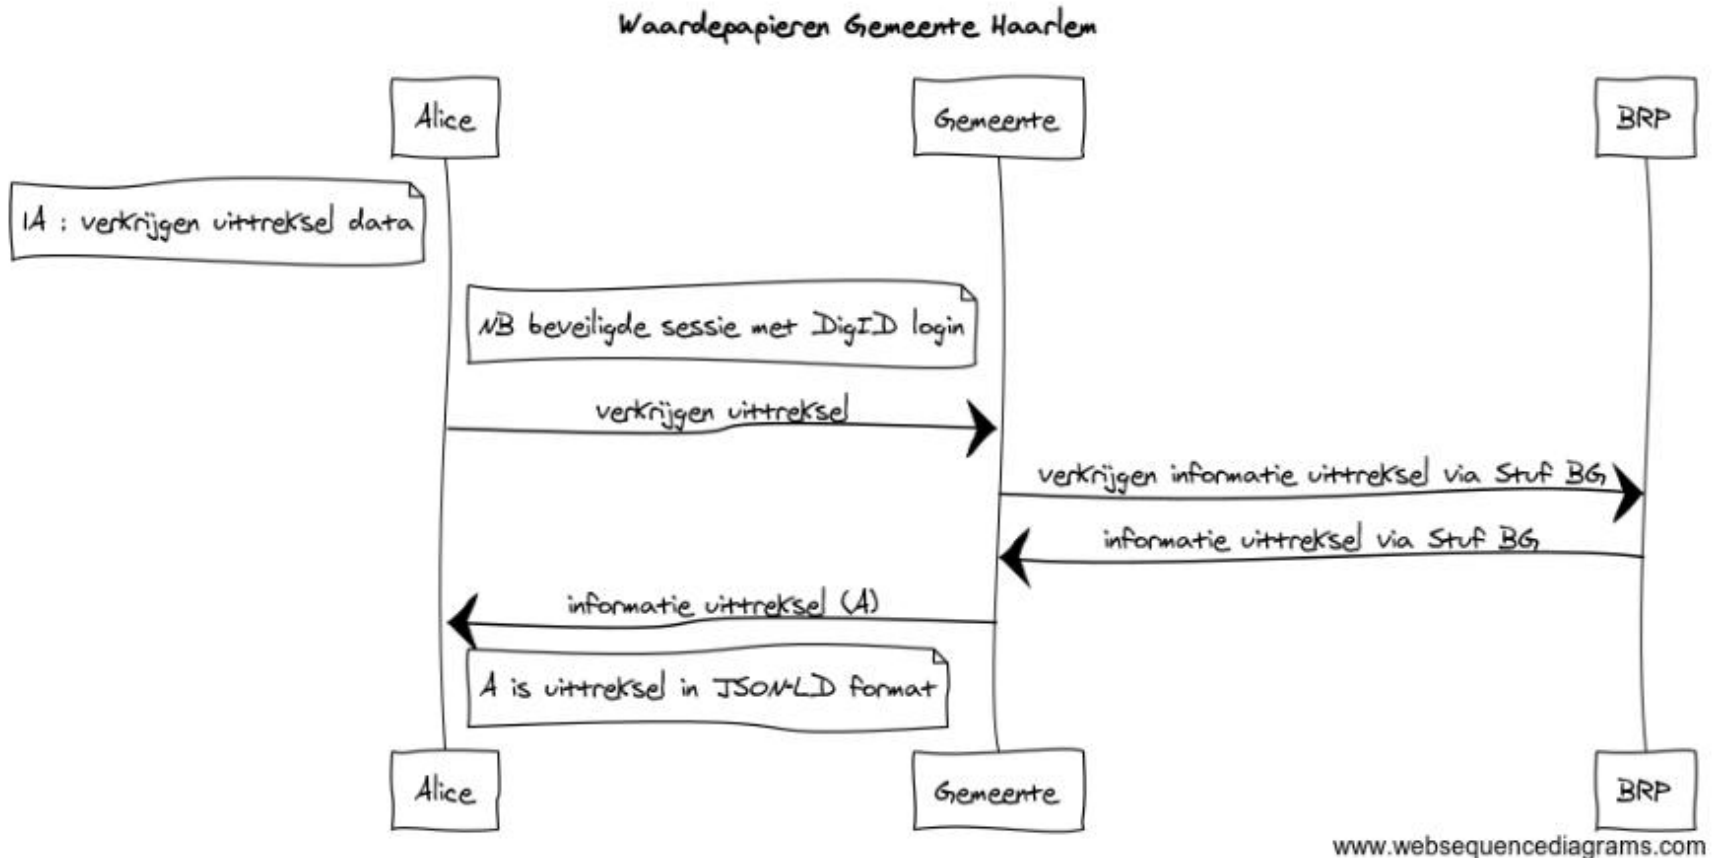 Waardepapieren Gemeente Haarlem
Alice
Gemeente
BRP
1A : verkrijgen uittreksel data
NB beveiligde sessie met DigID login
verkrijgen uittreksel
verkrijgen informatie uittreksel via Stuf BG
informatie uittreksel via Stuf BG
informatie uittreksel (A)
A is uittreksel in JSON-LD format
Alice
Gemeente
BRP
www.websequencediagrams.com